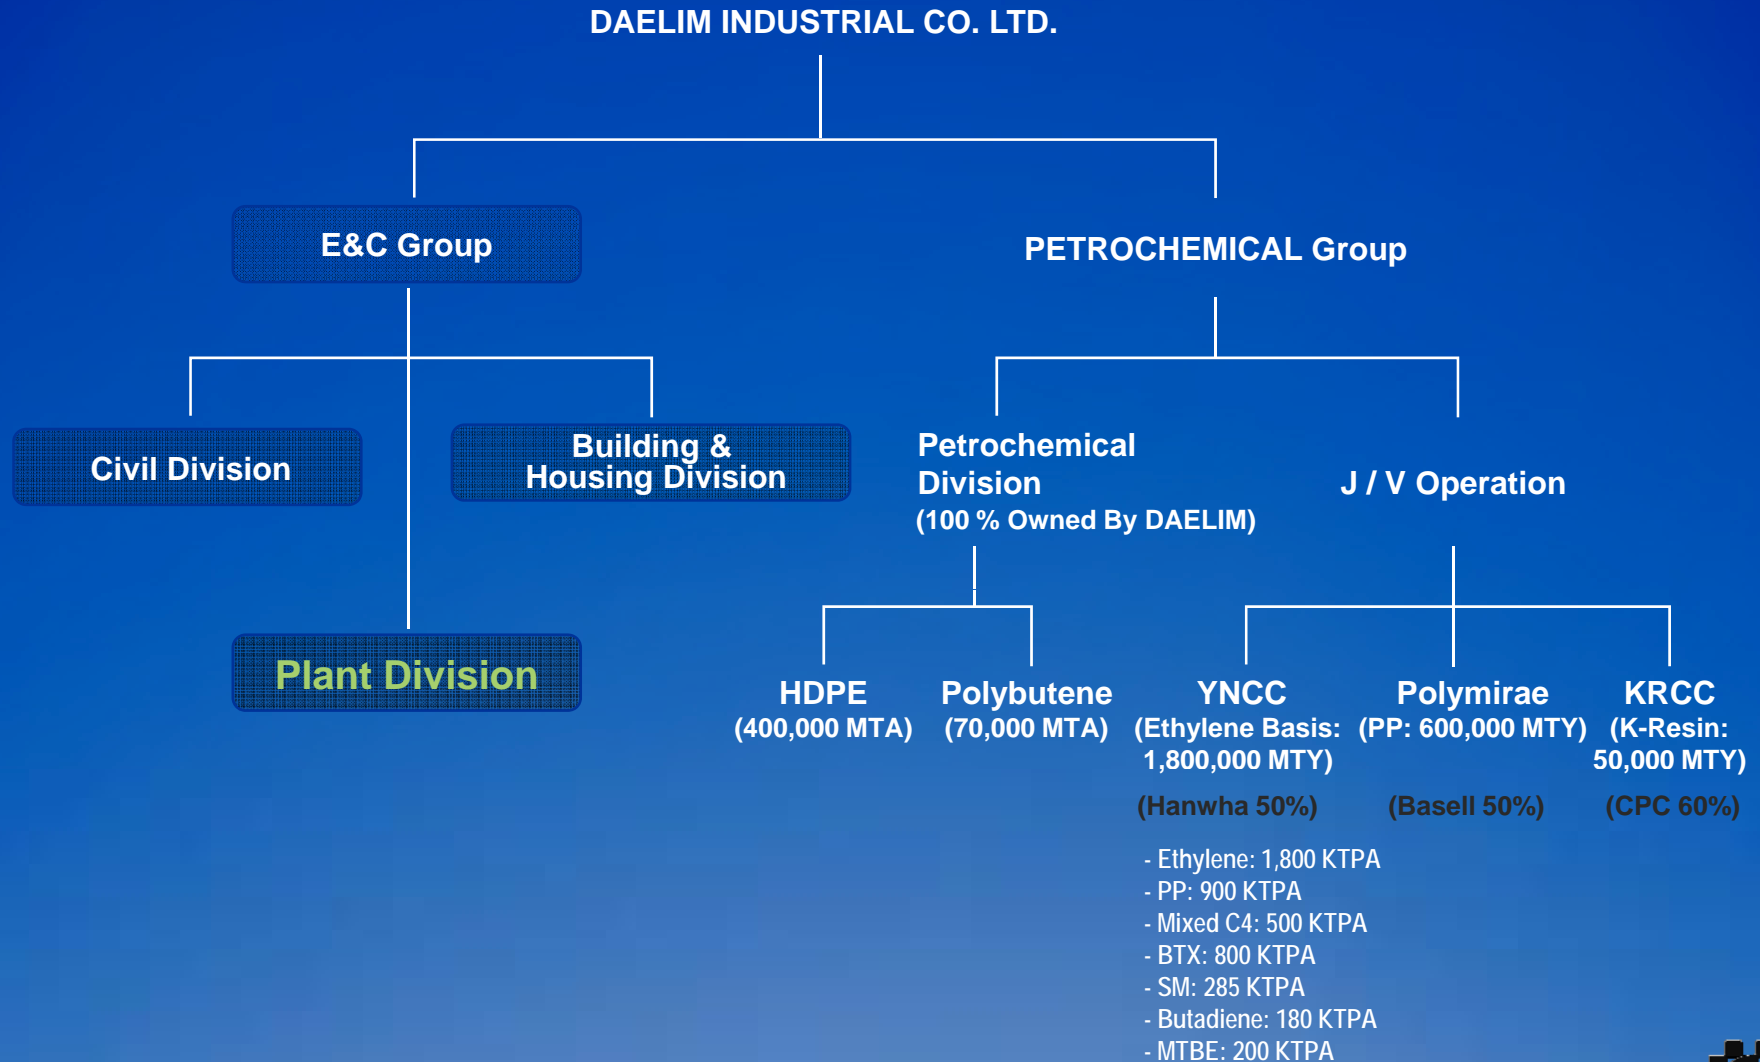 DAELIM INDUSTRIAL CO. LTD.
E&C Group
PETROCHEMICAL Group
Civil Division
Building &
Housing Division
Petrochemical
Division
(100 % Owned By DAELIM)
J / V Operation
Plant Division
HDPE
(400,000 MTA)
Polybutene
(70,000 MTA)
YNCC
(Ethylene Basis:
1,800,000 MTY)
(Hanwha 50%)
Polymirae
(PP: 600,000 MTY)
(Basell 50%)
KRCC
(K-Resin:
50,000 MTY)
(CPC 60%)
- Ethylene: 1,800 KTPA
- PP: 900 KTPA
- Mixed C4: 500 KTPA
- BTX: 800 KTPA
- SM: 285 KTPA
- Butadiene: 180 KTPA
- MTBE: 200 KTPA